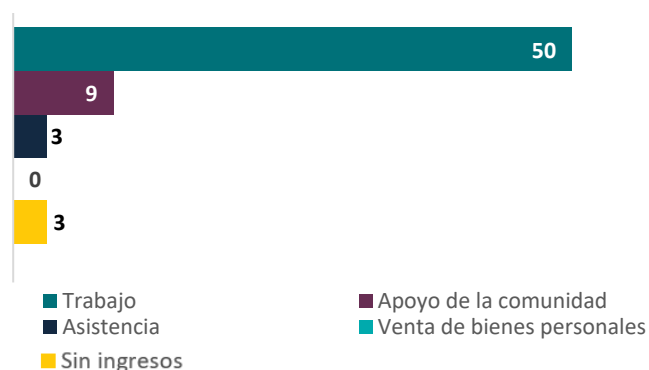 50
9
3
0
3
Trabajo
Apoyo de la comunidad
Asistencia
Venta de bienes personales
Sin ingresos